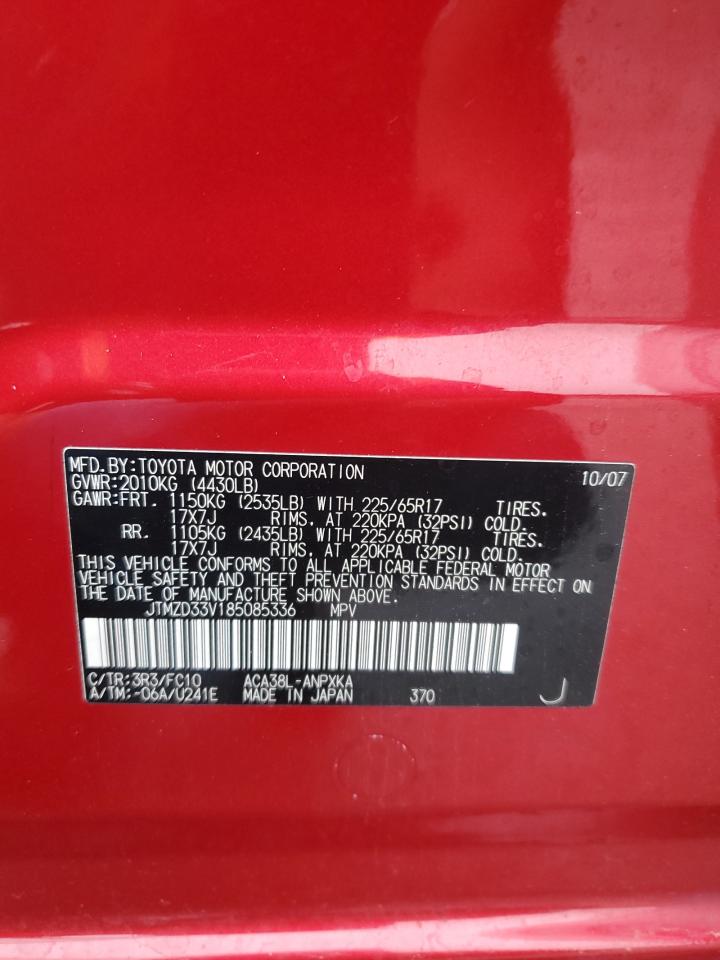 MFD.BY:TOYOTA MOTOR CORPORATION 10/07
GVWR:2010KG (4430LB)
GAWR:FRT. 1150KG (2535LB) WITH 225/65R17 TIRES.
17X7J RIMS, AT 220KPA (32PSI) COLD.
RR. 1105KG (2435LB) WITH 225/65R17 TIRES.
17X7J RIMS, AT 220KPA (32PSI) COLD.
THIS VEHICLE CONFORMS TO ALL APPLICABLE FEDERAL MOTOR
VEHICLE SAFETY AND THEFT PREVENTION STANDARDS IN EFFECT ON
THE DATE OF MANUFACTURE SHOWN ABOVE.
JTMZD33V185085336 MPV
C/TR:3R3/FC10 ACA38L-ANPXKA
A/TM:-06A/U241E MADE IN JAPAN 370 J